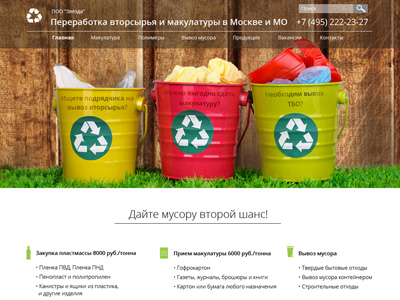 ПОО "Звезда"
Переработка вторсырья и макулатуры в Москве и МО
+7 (495) 222-23-27
Главная Макулатура Полимеры Вывоз мусора Продукция Вакансии Контакты
Ищете подрядчика на вывоз вторсырья?
Нужно выгодно сдать макулатуру?
Необходим вывоз ТБО?
Дайте мусору второй шанс!
Закупка пластмассы 8000 руб./тонна
• Пленка ПВД, Пленка ПНД
• Пенопласт и полипропилен
• Канистры и ящики из пластика,
и другие изделия
Прием макулатуры 6000 руб./тонна
• Гофрокартон
• Газеты, журналы, брошюры и книги
• Картон или бумага любого назначения
Вывоз мусора
• Твердые бытовые отходы
• Вывоз мусора контейнером
• Строительные отходы